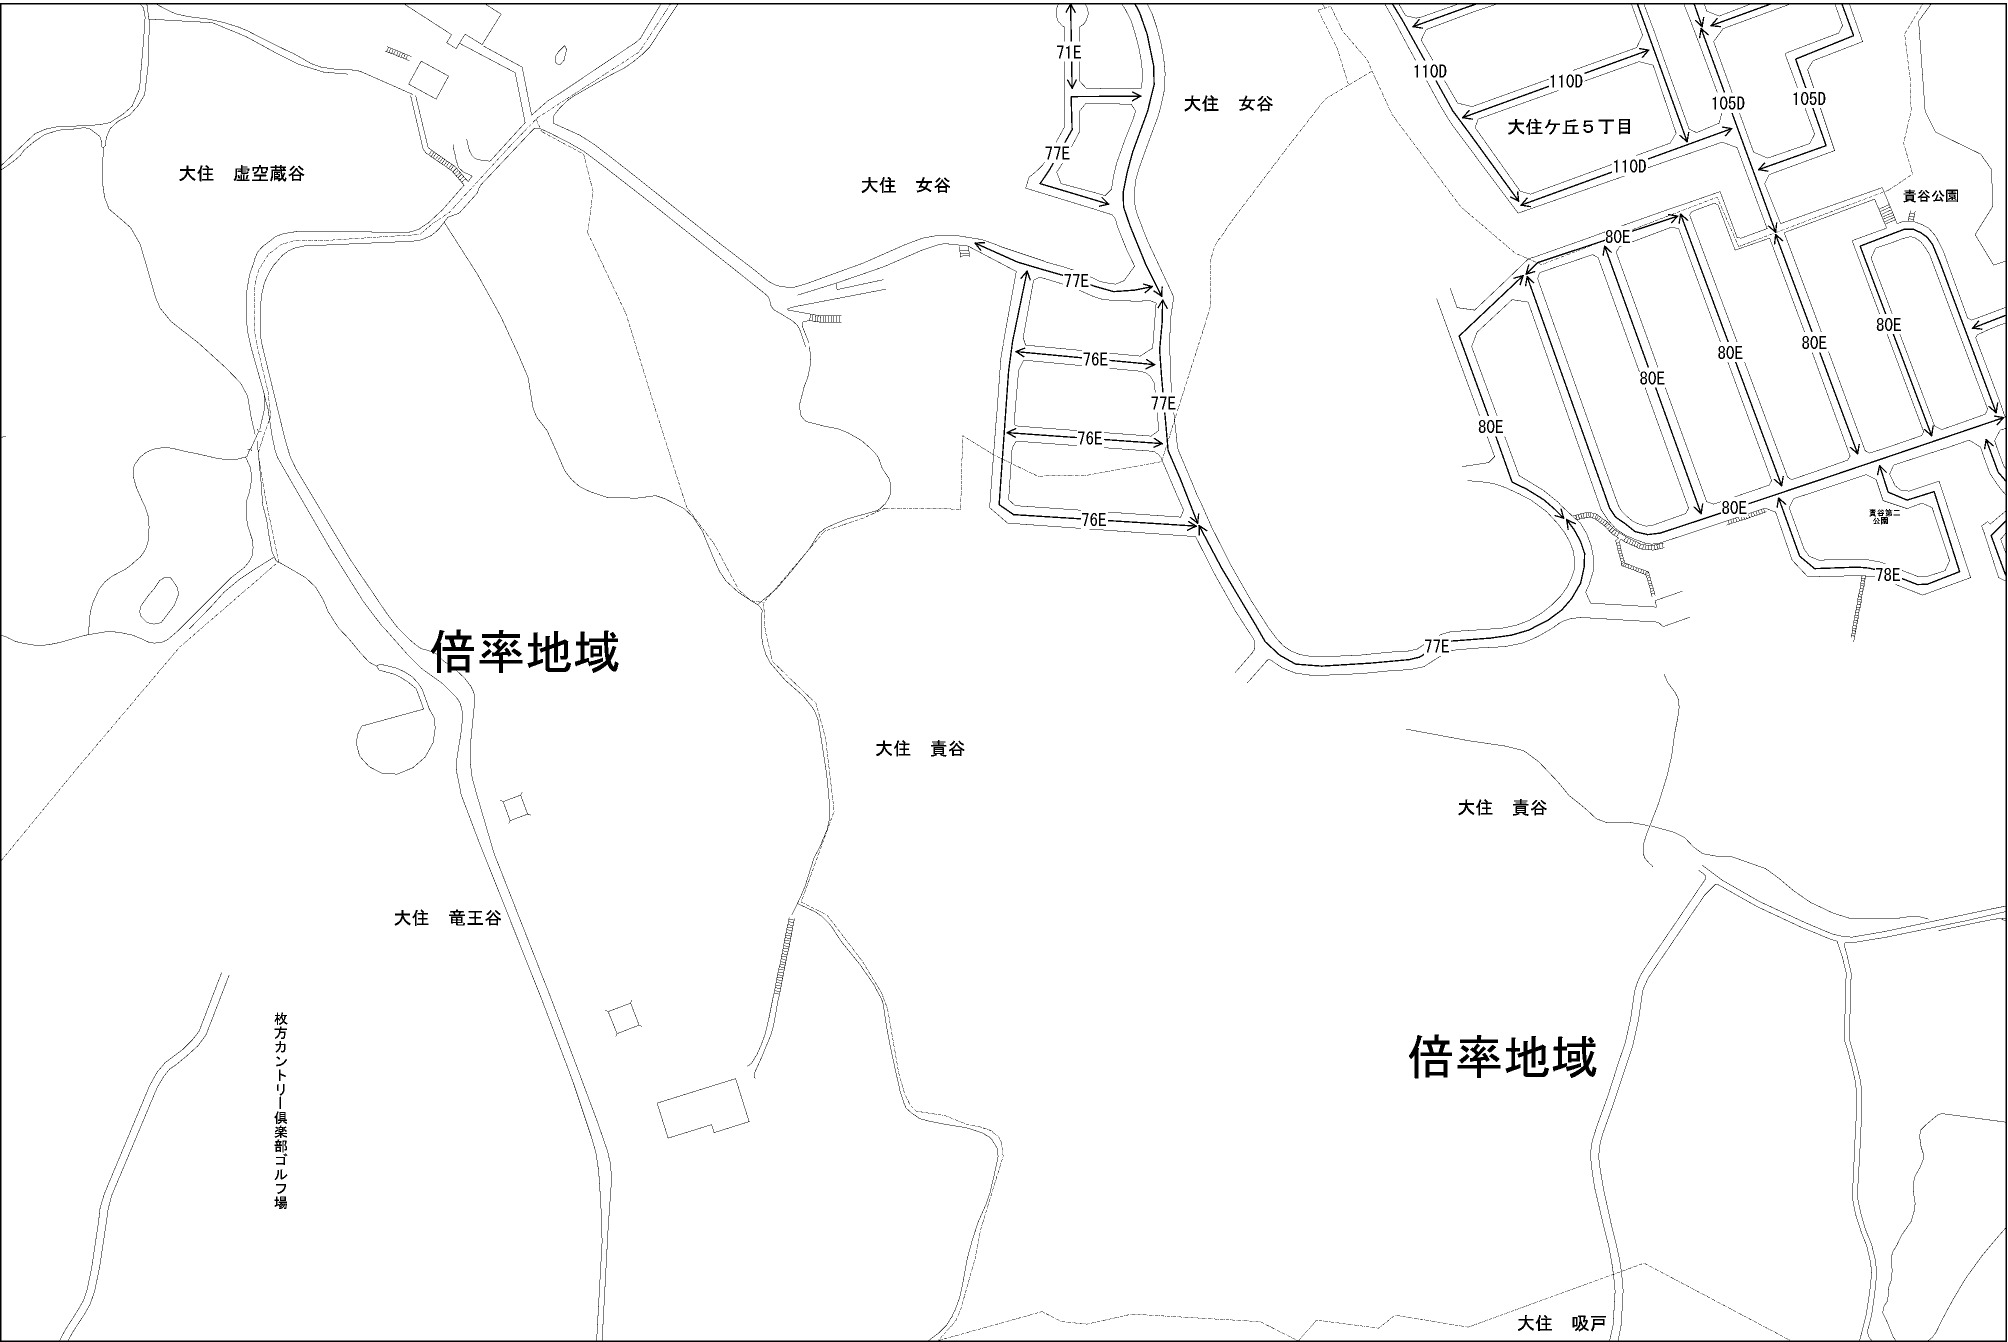 71E
110D
110D
105D
105D
大住　女谷
大住ケ丘５丁目
77E
110D
大住　虚空蔵谷
大住　女谷
責谷公園
80E
77E
80E
80E
80E
76E
80E
77E
80E
76E
76E
80E
責谷第二
公園
78E
77E
倍率地域
大住　責谷
大住　責谷
大住　竜王谷
枚方カントリー倶楽部ゴルフ場
倍率地域
大住　吸戸